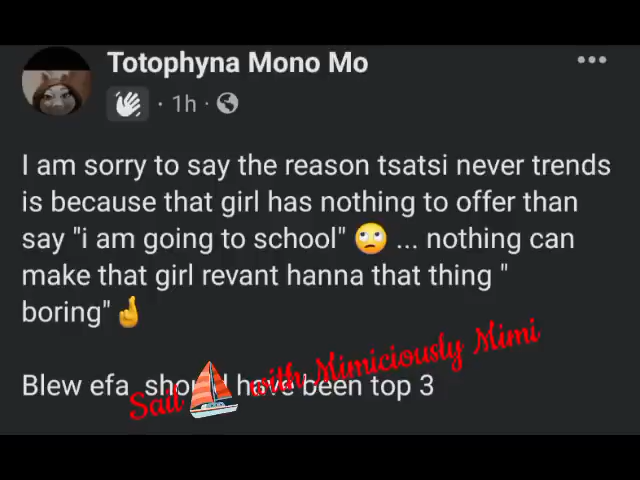 Totophyna Mono Mo
· 1h ·
I am sorry to say the reason tsatsi never trends
is because that girl has nothing to offer than
say "i am going to school" 🙄 ... nothing can
make that girl revant hanna that thing "
boring"🤞
Blew efa should have been top 3
Sail with Mimiciously Mimi